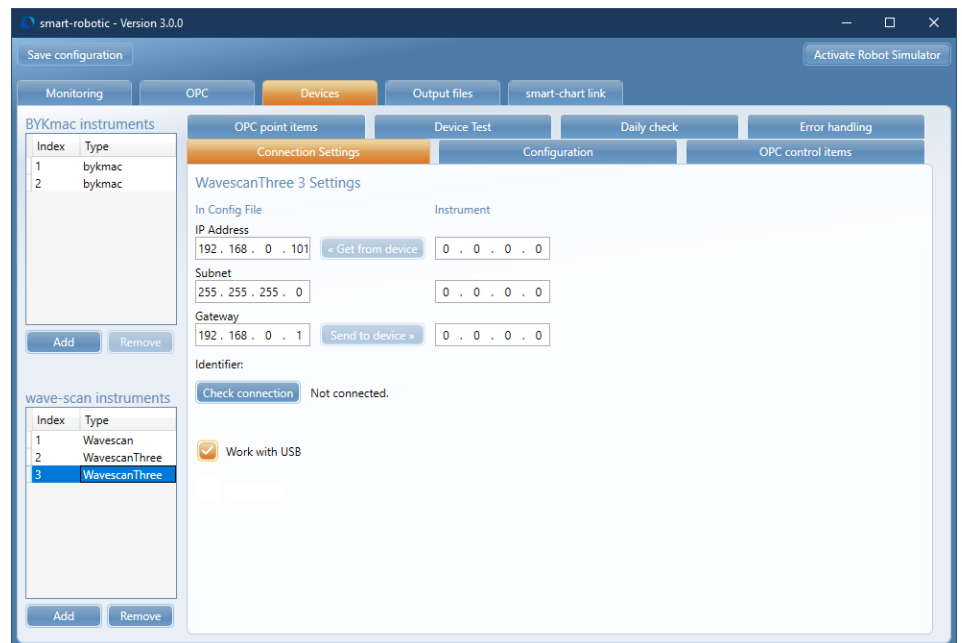 smart-robotic - Version 3.0.0
Save configuration
Activate Robot Simulator
Monitoring
OPC
Devices
Output files
smart-chart link
BYKmac instruments
Index Type
1 bykmac
2 bykmac
Add
Remove
wave-scan instruments
Index Type
1 Wavescan
2 WavescanThree
3 WavescanThree
Add
Remove
OPC point items
Device Test
Daily check
Error handling
Connection Settings
Configuration
OPC control items
WavescanThree 3 Settings
In Config File
Instrument
IP Address
192 . 168 . 0 . 101
« Get from device
0 . 0 . 0 . 0
Subnet
255 . 255 . 255 . 0
0 . 0 . 0 . 0
Gateway
192 . 168 . 0 . 1
Send to device »
0 . 0 . 0 . 0
Identifier:
Check connection
Not connected.
Work with USB